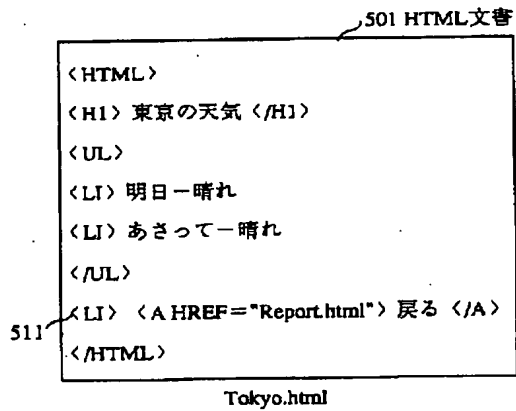 501 HTML文書
<HTML>
<H1> 東京の天気 </H1>
<UL>
<LI> 明日－晴れ
<LI> あさって－晴れ
</UL>
511
<LI> <A HREF="Report.html"> 戻る </A>
</HTML>
Tokyo.html